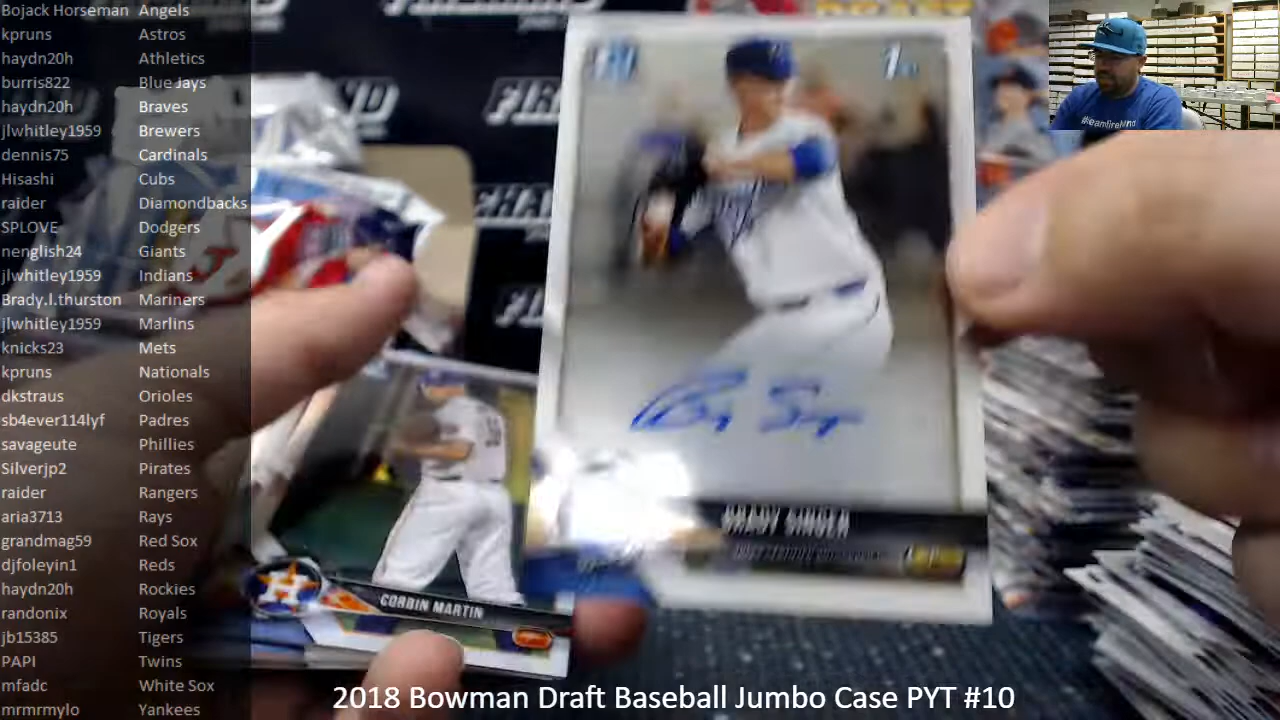 Bojack Horseman Angels
kpruns Astros
haydn20h Athletics
burris822 Blue Jays
haydn20h Braves
jlwhitley1959 Brewers
dennis75 Cardinals
Hisashi Cubs
raider Diamondbacks
SPLOVE Dodgers
nenglish24 Giants
jlwhitley1959 Indians
Brady.l.thurston Mariners
jlwhitley1959 Marlins
knicks23 Mets
kpruns Nationals
dkstraus Orioles
sb4ever114lyf Padres
savageute Phillies
Silverjp2 Pirates
raider Rangers
aria3713 Rays
grandmag59 Red Sox
djfoleyin1 Reds
haydn20h Rockies
randonix Royals
jb15385 Tigers
PAPI Twins
mfadc White Sox
mrmrmylo Yankees
1st
BRADY SINGER
CORBIN MARTIN
2018 Bowman Draft Baseball Jumbo Case PYT #10